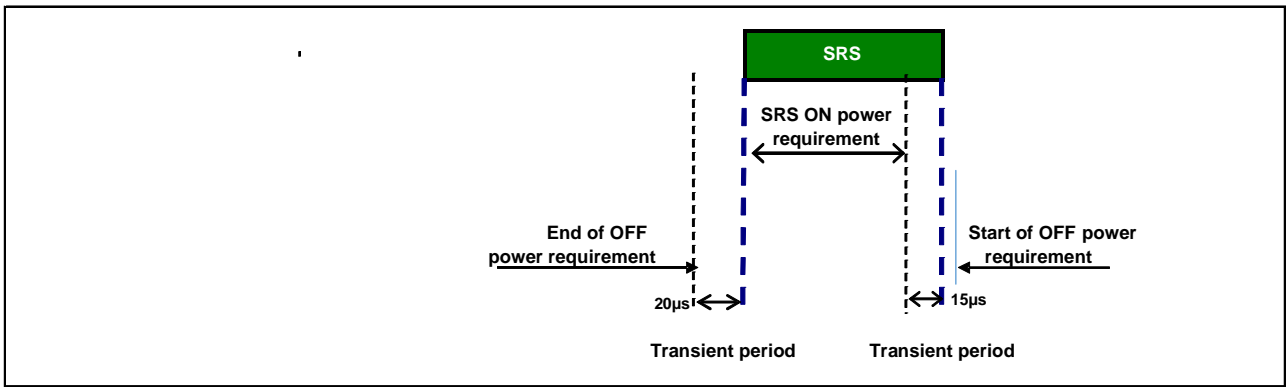 SRS
SRS ON power
requirement
End of OFF
power requirement
Start of OFF power
requirement
20µs
15µs
Transient period
Transient period